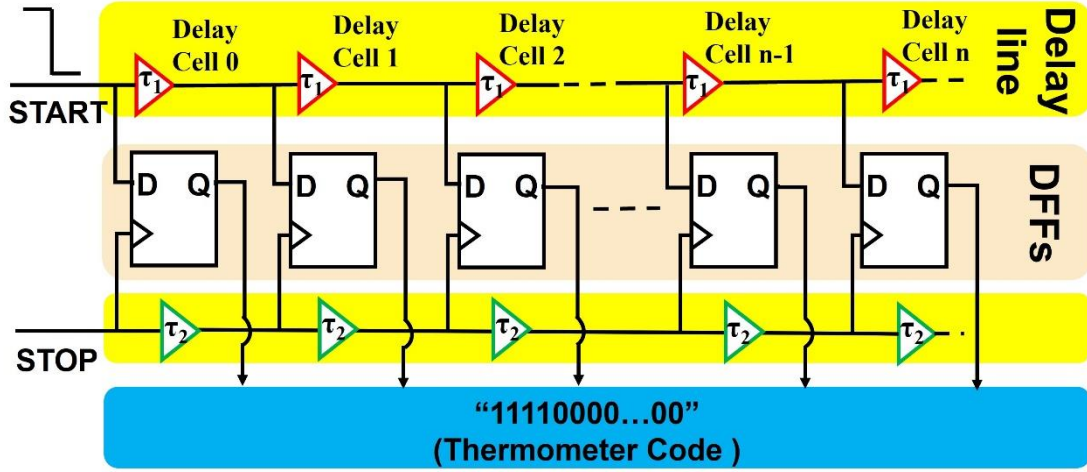 Delay
Cell 0
Delay
Cell 1
Delay
Cell 2
Delay
Cell n-1
Delay
Cell n
Delay
line
START
τ1
τ1
τ1
τ1
τ1
D Q
D Q
D Q
D Q
D Q
DFFs
STOP
τ2
τ2
τ2
τ2
τ2
“11110000...00”
(Thermometer Code )